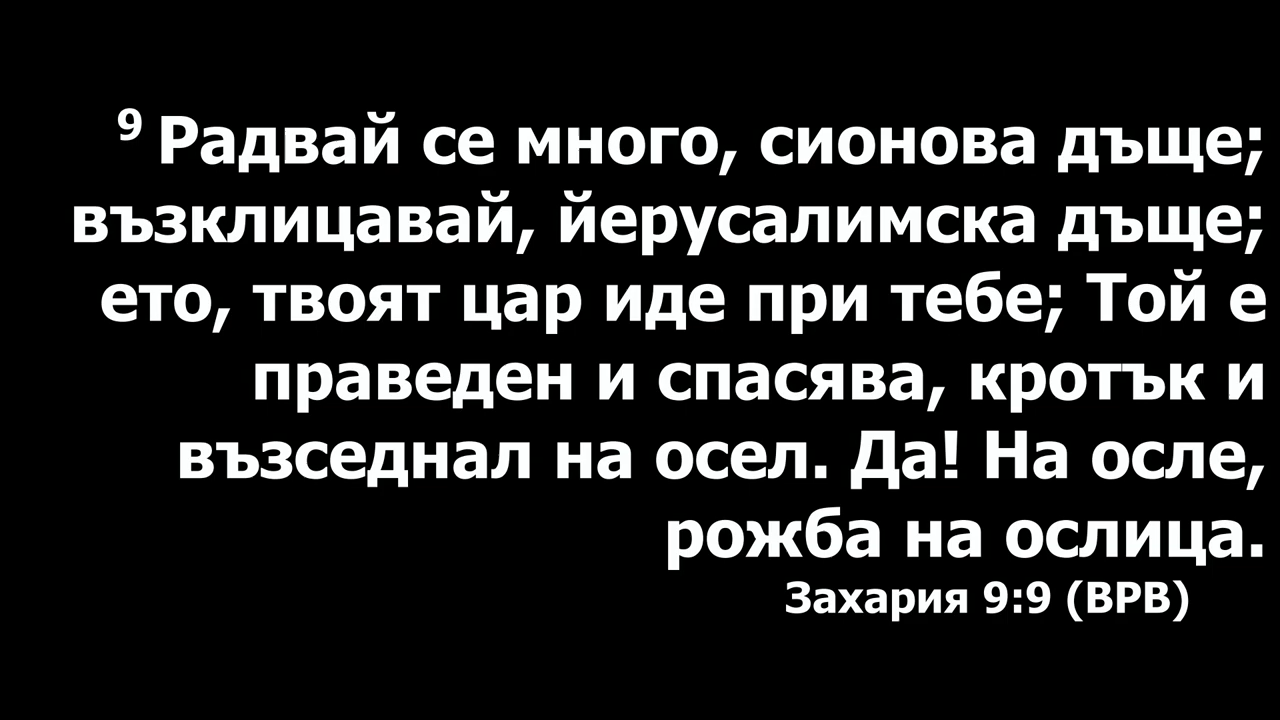 9 Радвай се много, сионова дъще;
възклицавай, йерусалимска дъще;
ето, твоят цар иде при тебе; Той е
праведен и спасява, кротък и
възседнал на осел. Да! На осле,
рожба на ослица.
Захария 9:9 (ВРВ)